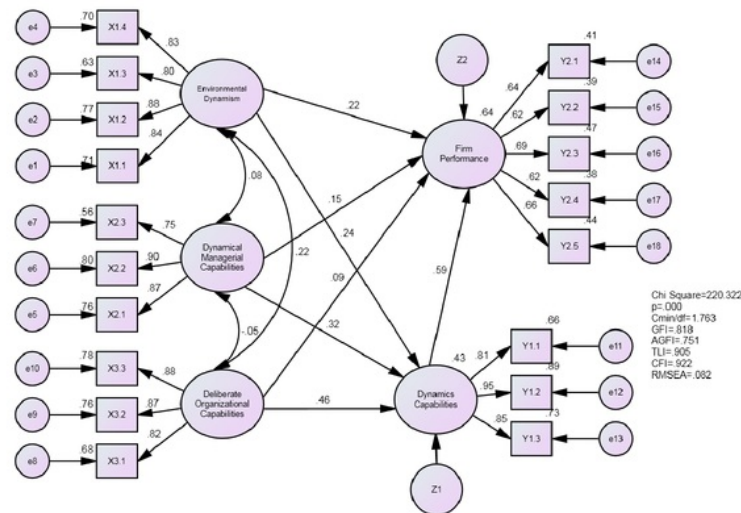 e4
.70
X1.4
.83
e3
.63
X1.3
.80
e2
.77
X1.2
.88
e1
.71
X1.1
.84
Environmental
Dynamism
e7
.56
X2.3
.75
e6
.80
X2.2
.90
e5
.76
X2.1
.87
Dynamical
Managerial
Capabilities
e10
.78
X3.3
.88
e9
.76
X3.2
.87
e8
.68
X3.1
.82
Deliberate
Organizational
Capabilities
.08
.22
-.05
.22
.15
.24
.09
.32
.46
.59
Z2
.64
Firm
Performance
.64
.41
Y2.1
e14
.62
.39
Y2.2
e15
.69
.47
Y2.3
e16
.62
.38
Y2.4
e17
.66
.44
Y2.5
e18
.43
Dynamics
Capabilities
Z1
.81
.66
Y1.1
e11
.95
.89
Y1.2
e12
.85
.73
Y1.3
e13
Chi Square=220.322
p=.000
Cmin/df=1.763
GFI=.818
AGFI=.751
TLI=.905
CFI=.922
RMSEA=.082